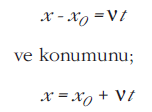 x - x₀ = v t
ve konumunu;
x = x₀ + v t